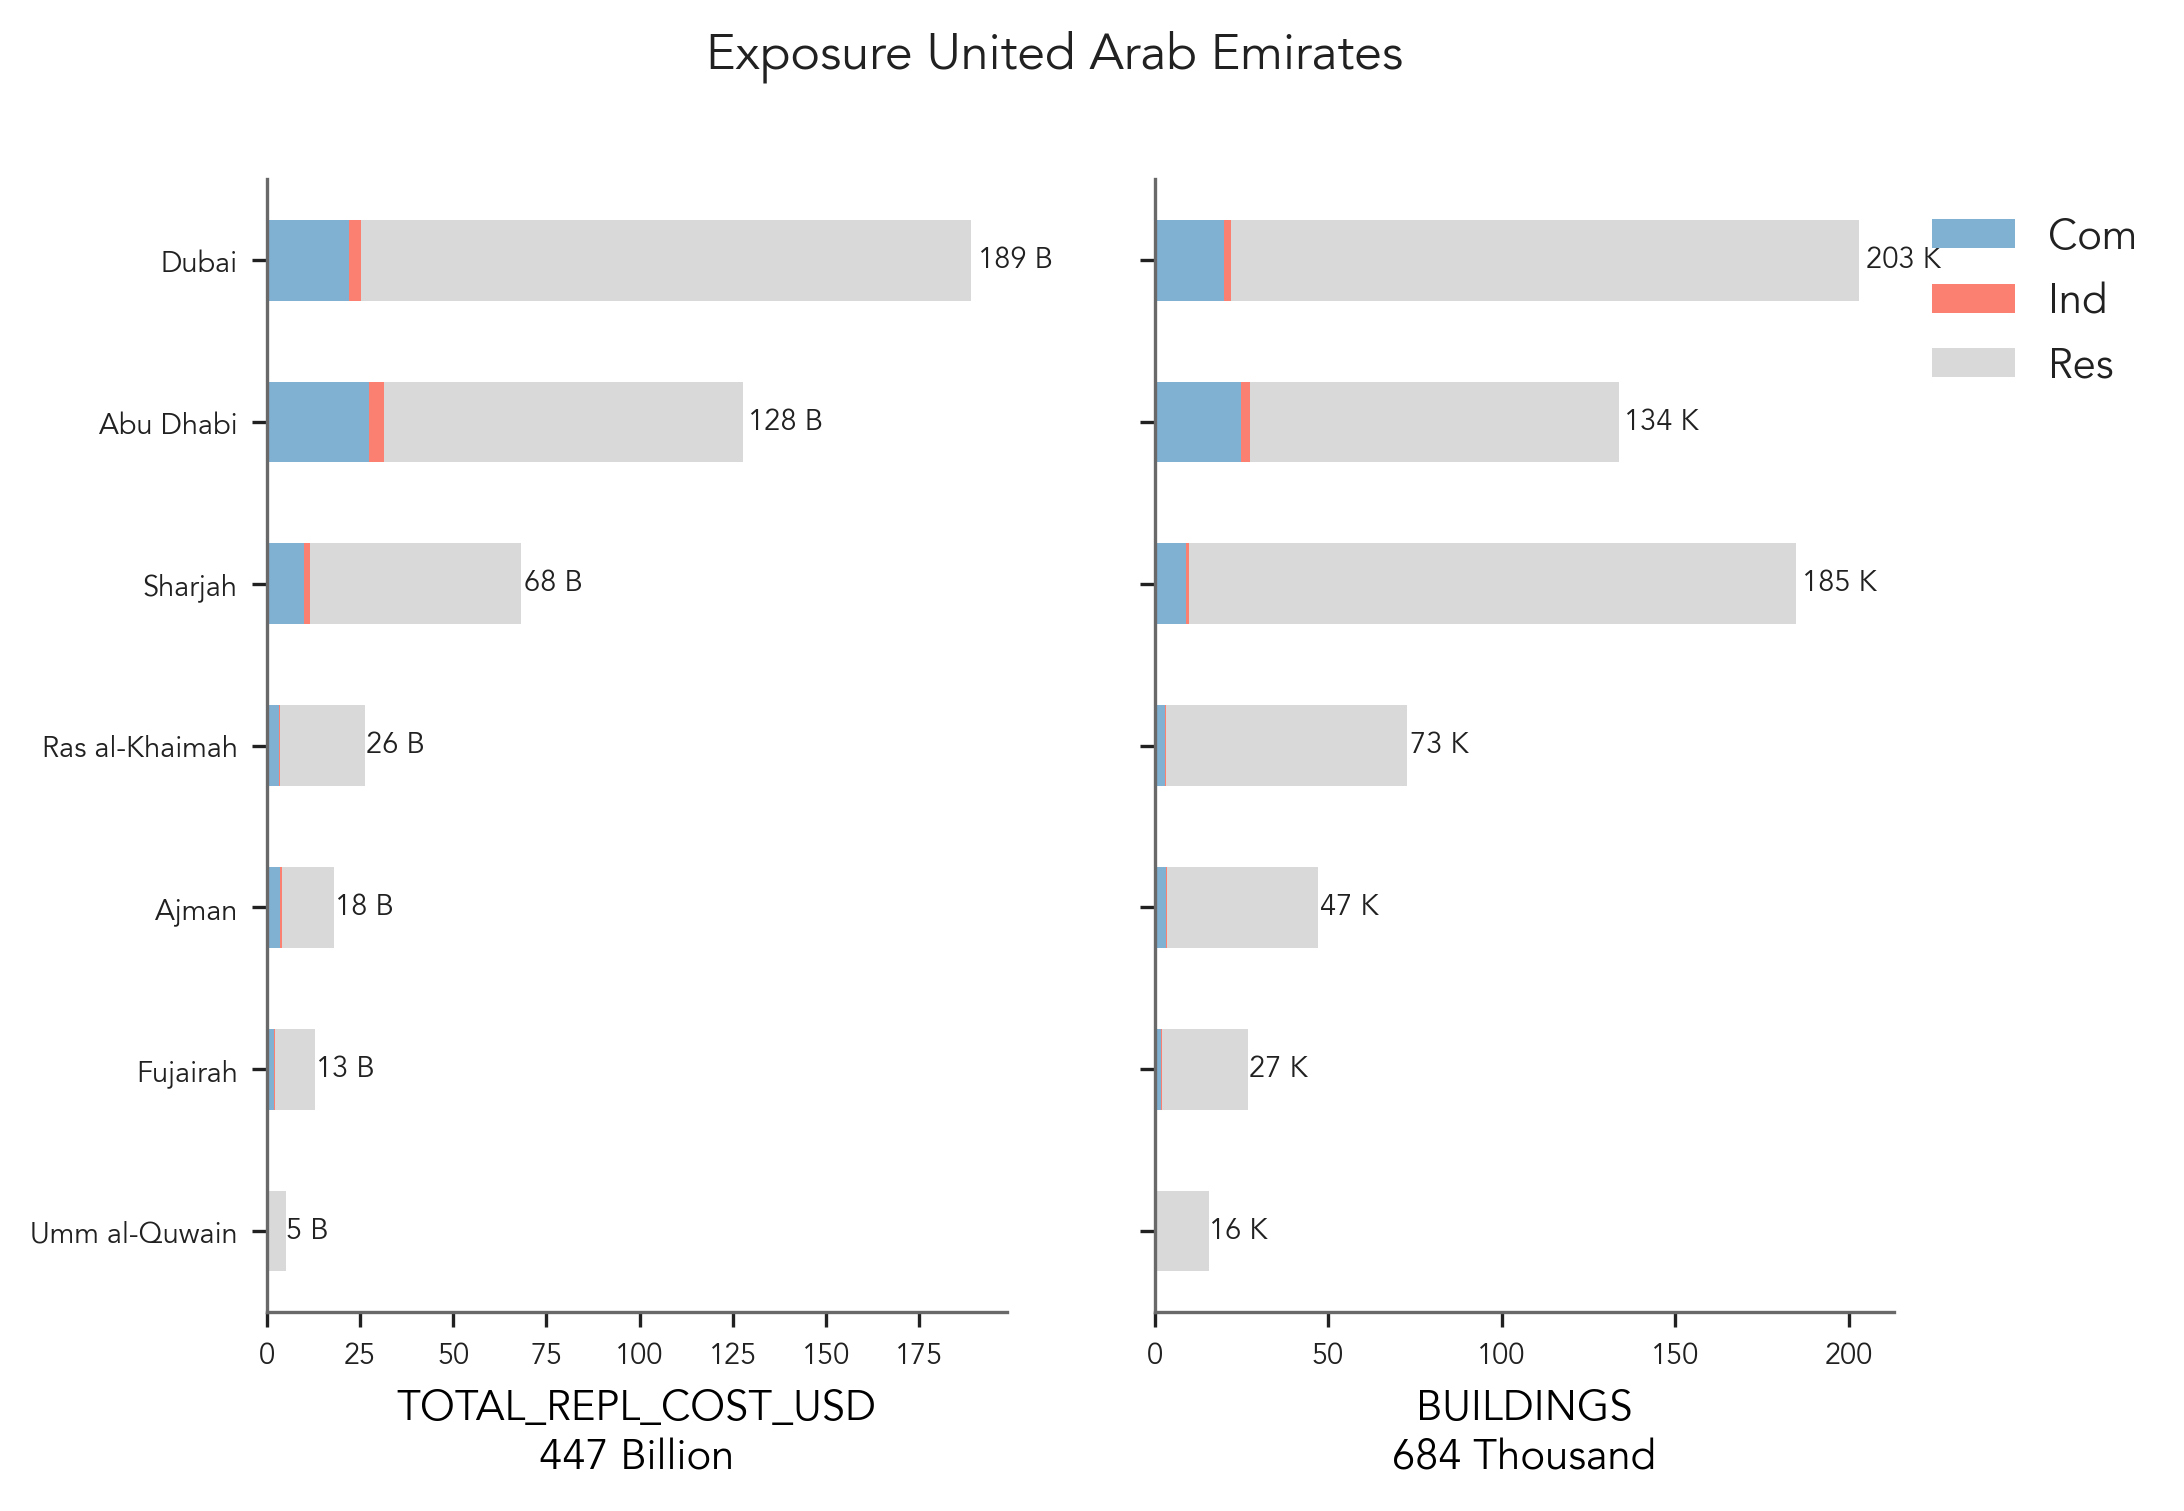 Exposure United Arab Emirates
Dubai
Abu Dhabi
Sharjah
Ras al-Khaimah
Ajman
Fujairah
Umm al-Quwain
189 B
128 B
68 B
26 B
18 B
13 B
5 B
0 25 50 75 100 125 150 175
TOTAL_REPL_COST_USD
447 Billion
203 K
134 K
185 K
73 K
47 K
27 K
16 K
0 50 100 150 200
BUILDINGS
684 Thousand
Com
Ind
Res